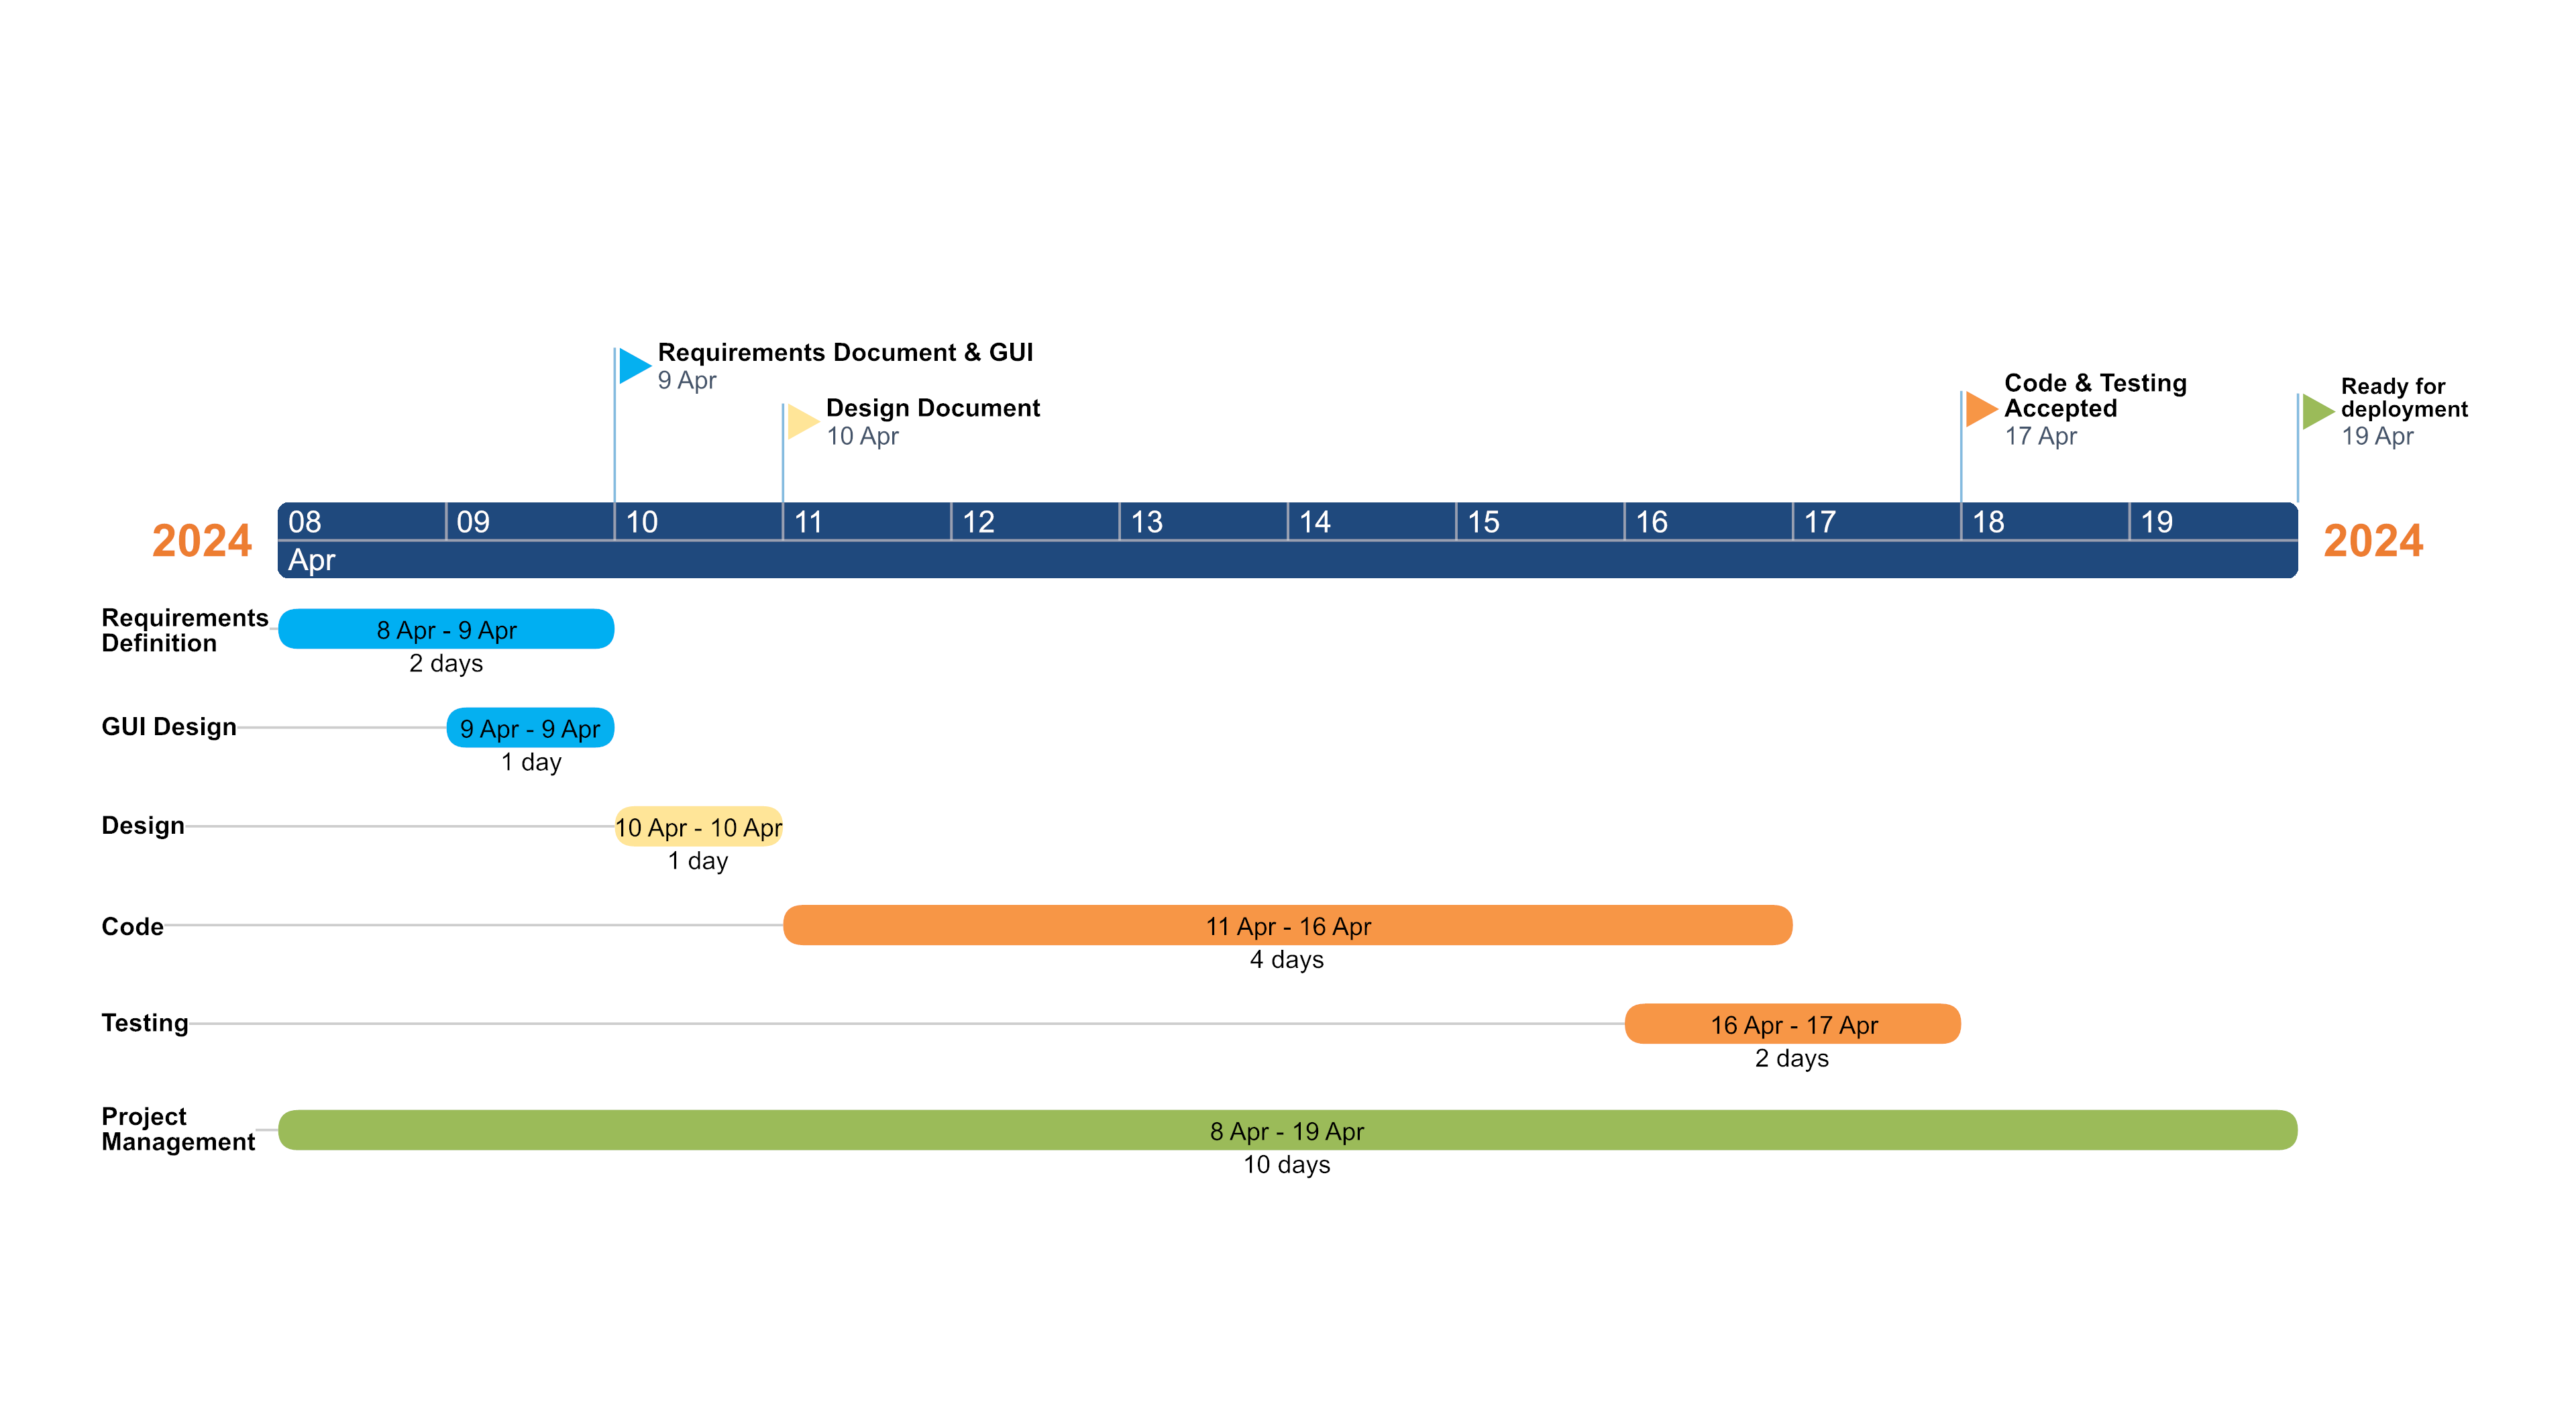 Requirements Document & GUI
9 Apr
Design Document
10 Apr
Code & Testing
Accepted
17 Apr
Ready for
deployment
19 Apr
2024
08 09 10 11 12 13 14 15 16 17 18 19
Apr
2024
Requirements
Definition
8 Apr - 9 Apr
2 days
GUI Design
9 Apr - 9 Apr
1 day
Design
10 Apr - 10 Apr
1 day
Code
11 Apr - 16 Apr
4 days
Testing
16 Apr - 17 Apr
2 days
Project
Management
8 Apr - 19 Apr
10 days